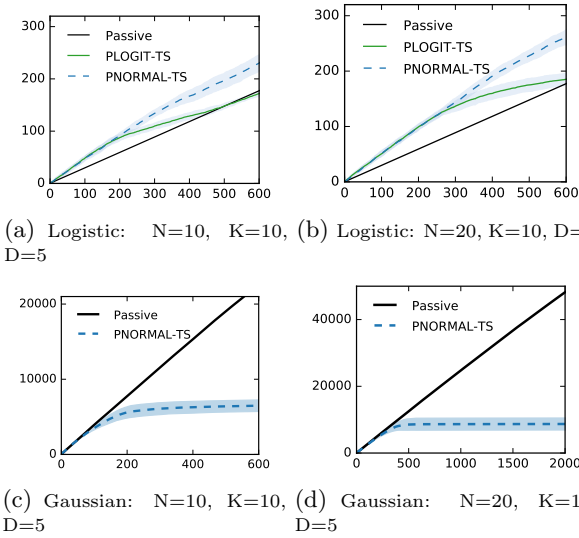 300
200
100
0
Passive
PLOGIT-TS
PNORMAL-TS
0 100 200 300 400 500 600
300
200
100
0
Passive
PLOGIT-TS
PNORMAL-TS
0 100 200 300 400 500 600
(a) Logistic: N=10, K=10,
D=5
(b) Logistic: N=20, K=10, D=
20000
10000
0
Passive
PNORMAL-TS
0 200 400 600
40000
20000
0
Passive
PNORMAL-TS
0 500 1000 1500 2000
(c) Gaussian: N=10, K=10,
D=5
(d) Gaussian: N=20, K=1
D=5